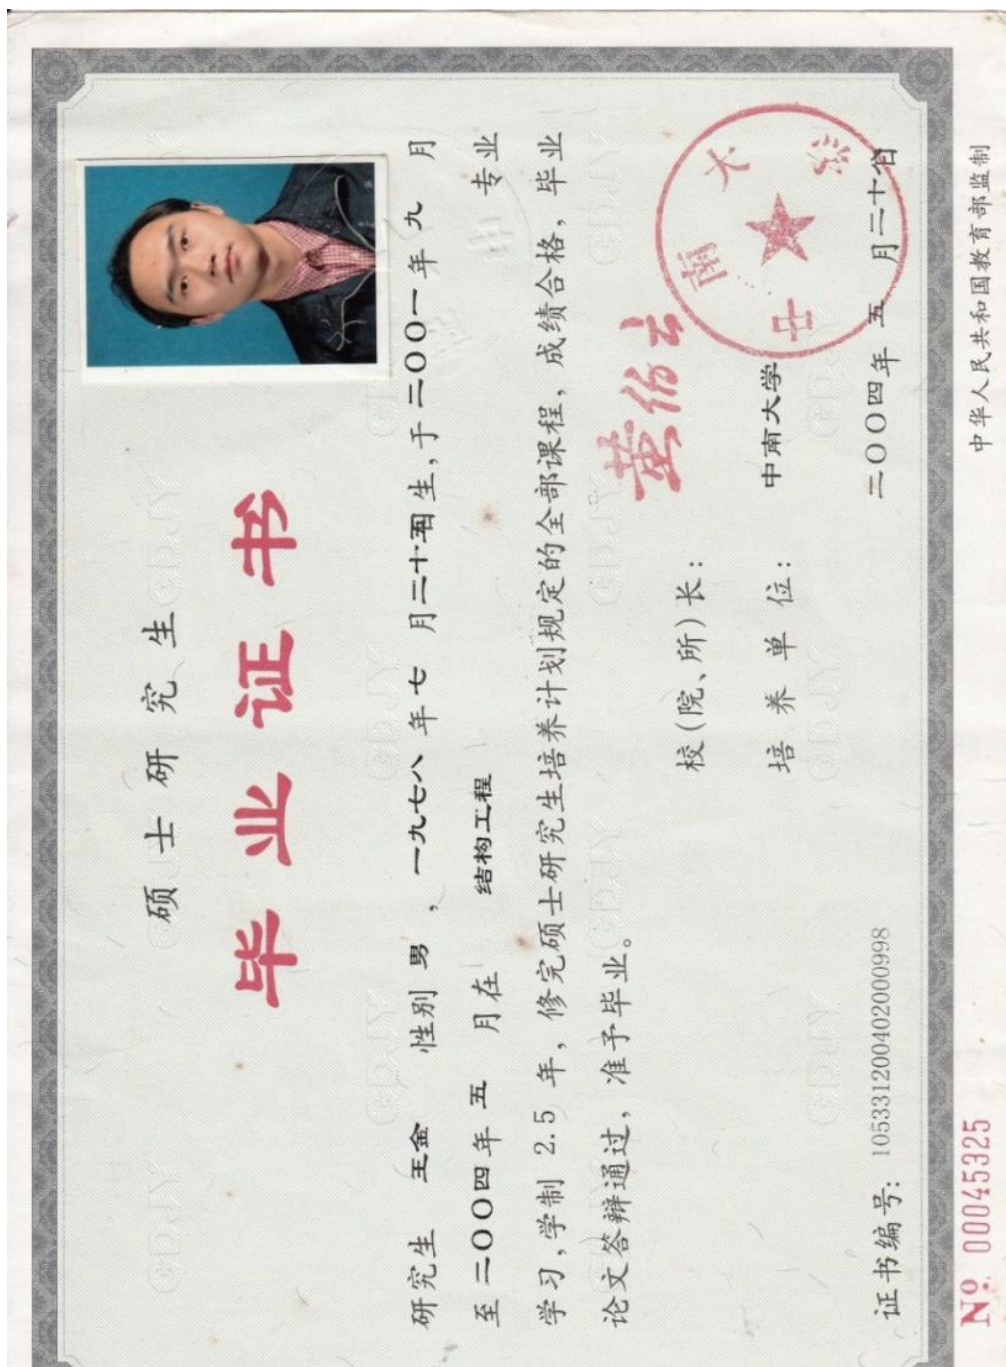 硕士研究生
毕业证书
研究生 王金 性别 男 , 一九七八 年 七 月二十四日生,于 二〇〇一 年 九 月
至 二〇〇四 年 五 月在 结构工程 专业
学习,学制 2.5 年,修完硕士研究生培养计划规定的全部课程,成绩合格,毕业
论文答辩通过,准予毕业。
校(院、所)长: 黄伯云
培养单位: 中南大学
中南大学
二〇〇四 年 五 月二十日
证书编号: 105331200402000998
№ 00045325
中华人民共和国教育部监制